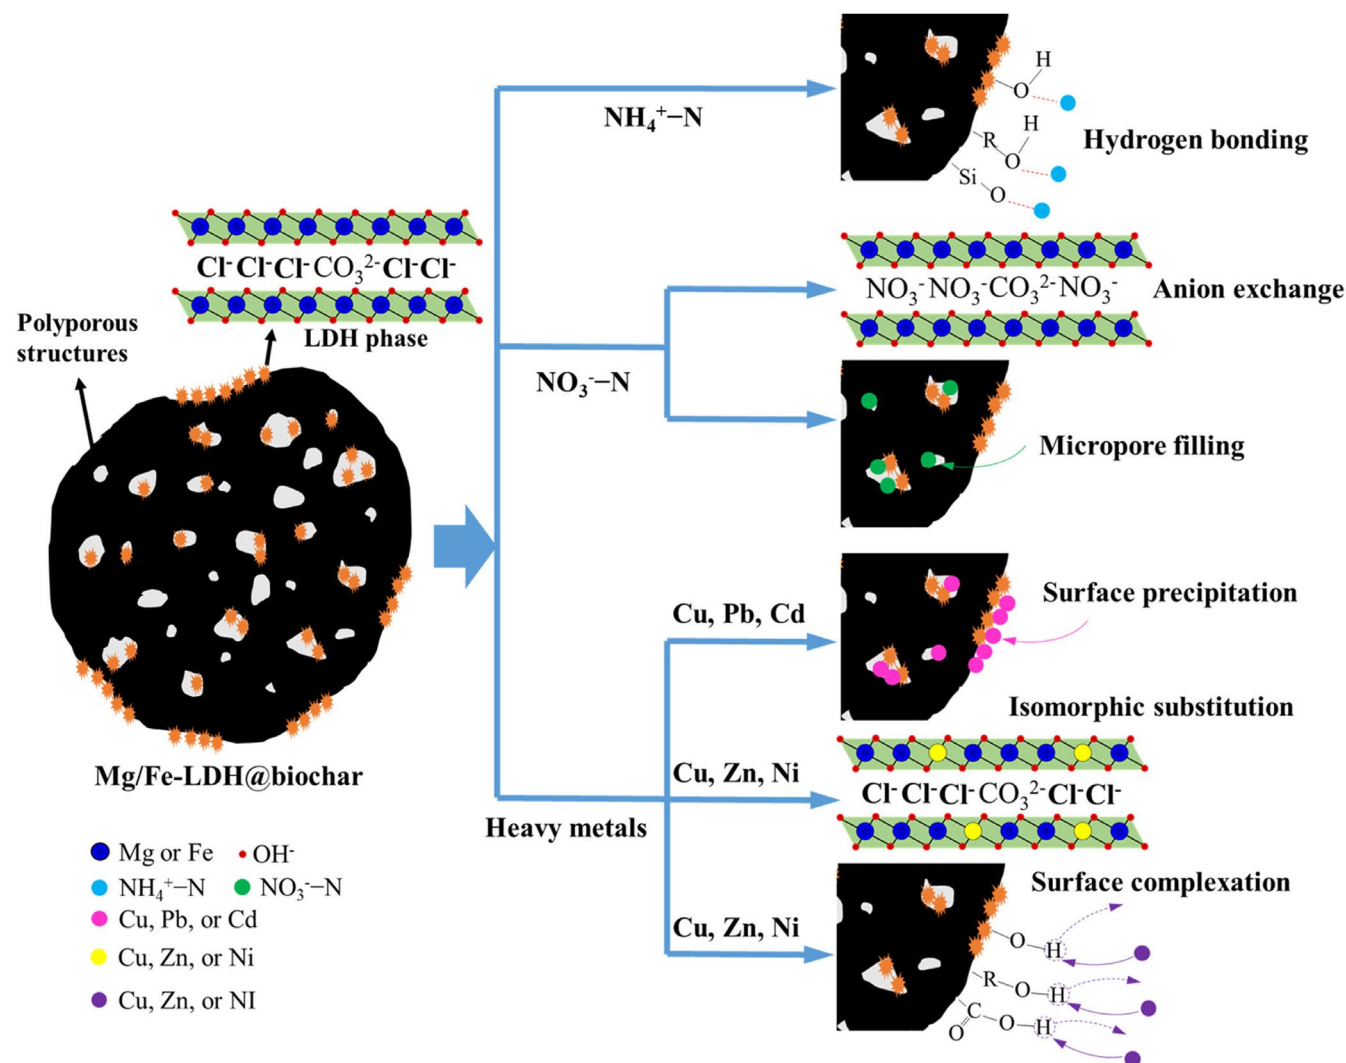 Polyporous
structures
Cl⁻Cl⁻Cl⁻CO₃²⁻Cl⁻Cl⁻
LDH phase
Mg/Fe-LDH@biochar
Mg or Fe
OH⁻
NH₄⁺−N
NO₃⁻−N
Cu, Pb, or Cd
Cu, Zn, or Ni
Cu, Zn, or NI
NH₄⁺−N
H
O
H
R
O
Si
O
Hydrogen bonding
NO₃⁻−N
NO₃⁻NO₃⁻CO₃²⁻NO₃⁻
Anion exchange
Micropore filling
Heavy metals
Cu, Pb, Cd
Surface precipitation
Cu, Zn, Ni
Isomorphic substitution
Cl⁻Cl⁻Cl⁻CO₃²⁻Cl⁻Cl⁻
Cu, Zn, Ni
Surface complexation
O
H
R
O
H
C
O
O
H